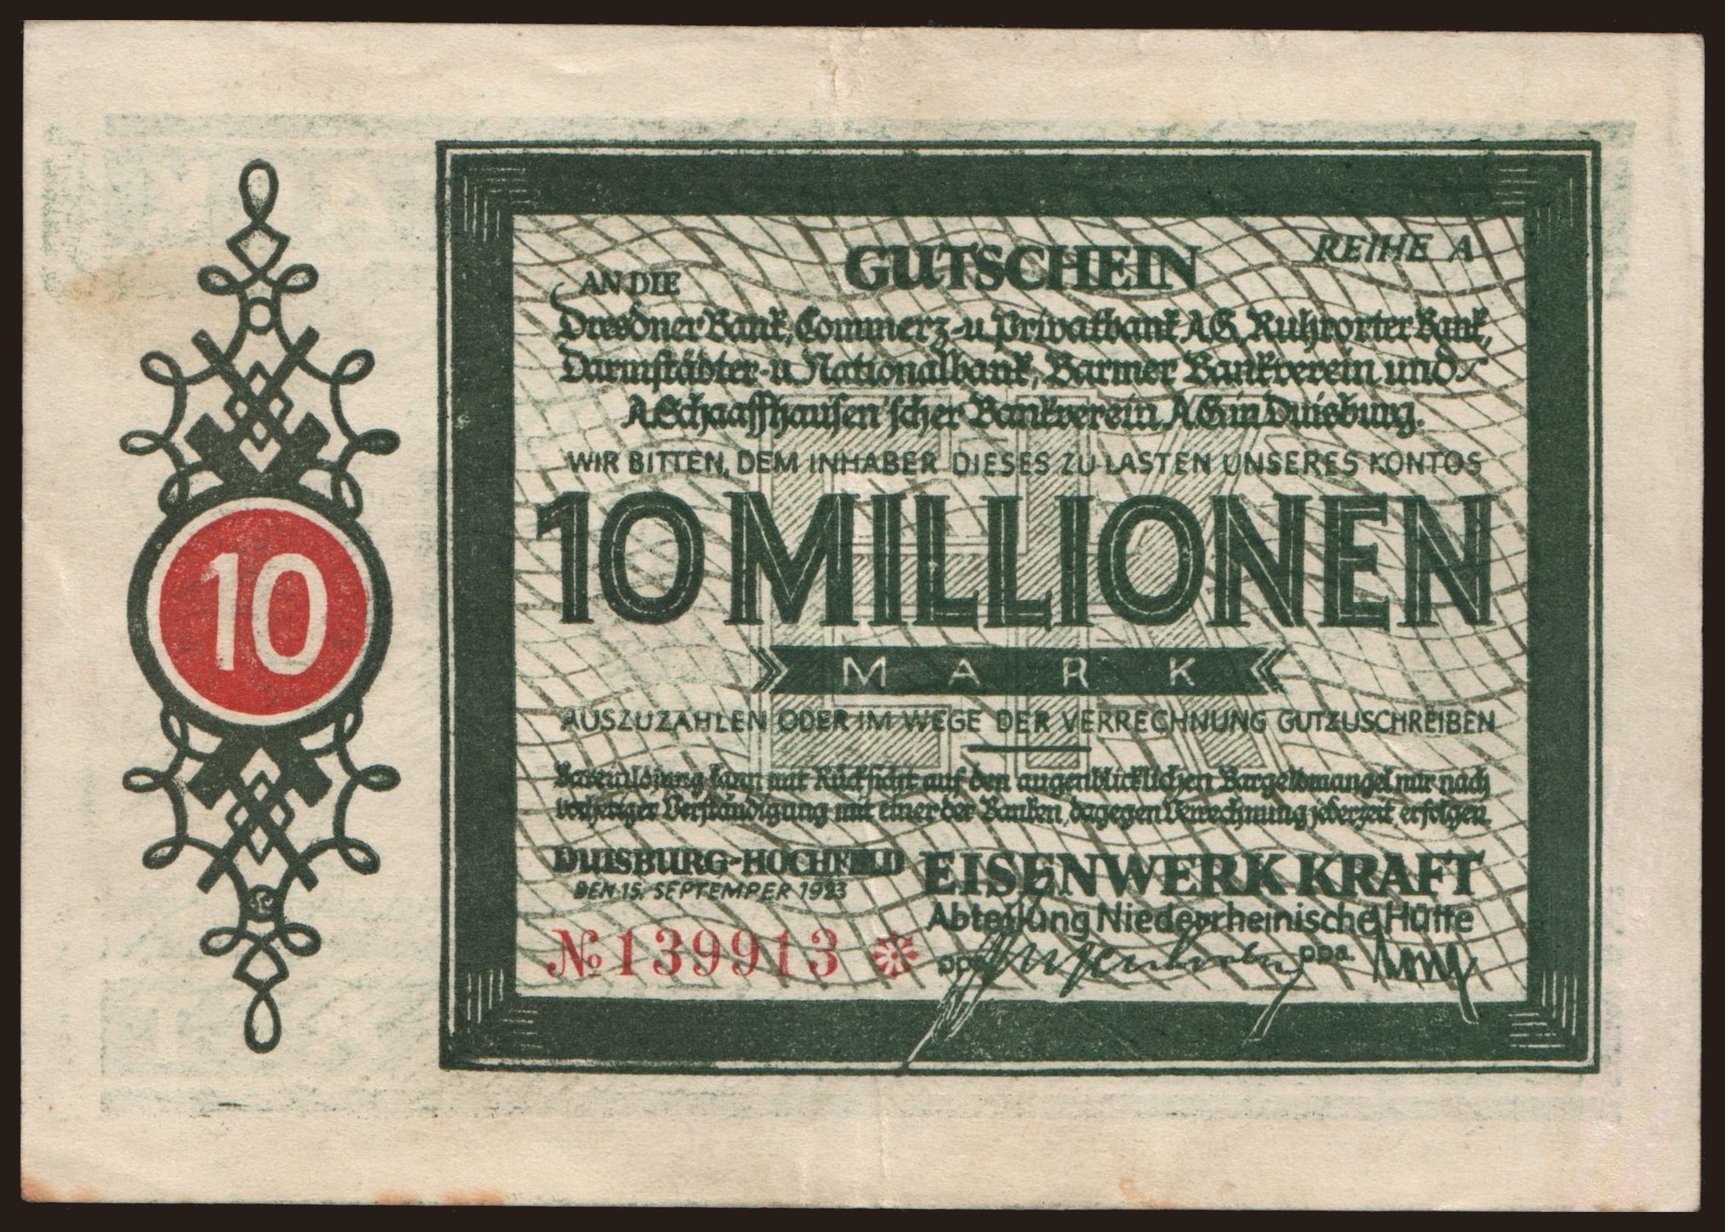 GUTSCHEIN
REIHE A
AN DIE
Dresdner Bank, Commerz- u. Privatbank A.G. Ruhrorter Bank,
Darmstädter- u. Nationalbank, Barmer Bankverein und
A. Schaaffhausen'scher Bankverein A.G. in Duisburg.
WIR BITTEN, DEM INHABER DIESES ZU LASTEN UNSERES KONTOS
10 MILLIONEN
MARK
10
AUSZUZAHLEN ODER IM WEGE DER VERRECHNUNG GUTZUSCHREIBEN
Bareinlösung kann mit Rücksicht auf den augenblicklichen Bargeldmangel nur nach
vorheriger Verständigung mit einer der Banken, dagegen Verrechnung jederzeit, erfolgen.
DUISBURG-HOCHFELD
DEN 15. SEPTEMPER 1923
EISENWERK KRAFT
Abteilung Niederrheinische Hütte
№ 139913
ppa. ppa.